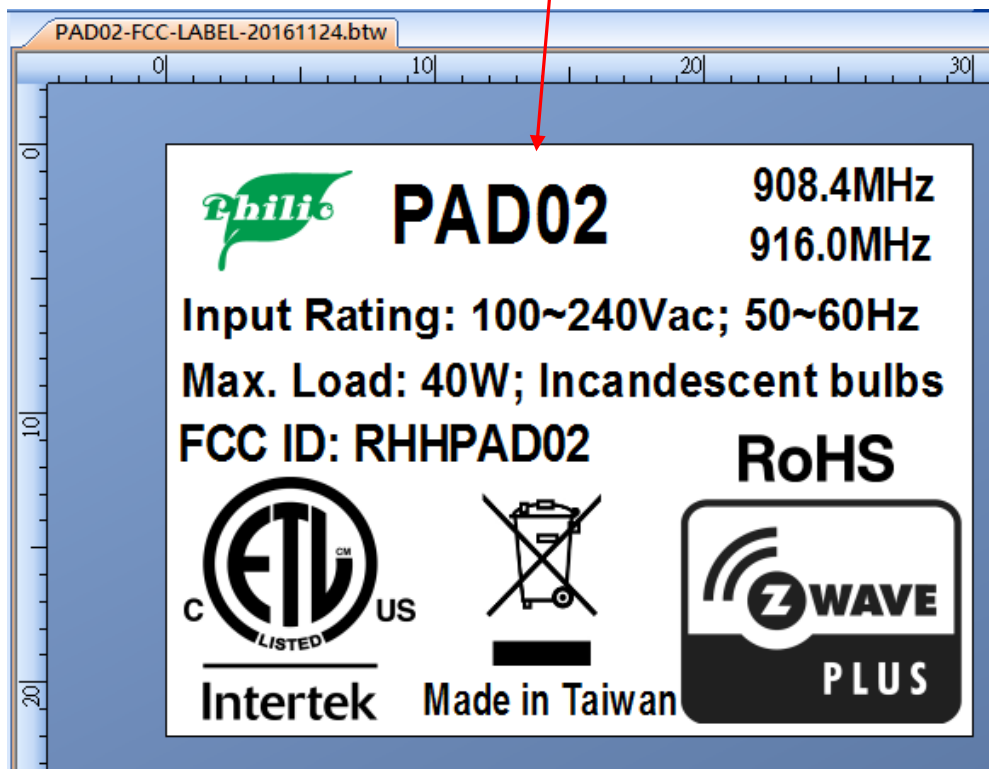 PAD02-FCC-LABEL-20161124.btw
0 10 20 30
0
10
20
Philio
PAD02
908.4MHz
916.0MHz
Input Rating: 100~240Vac; 50~60Hz
Max. Load: 40W; Incandescent bulbs
FCC ID: RHHPAD02
RoHS
ETL CM
C US
LISTED
Intertek
Made in Taiwan
Z WAVE
PLUS